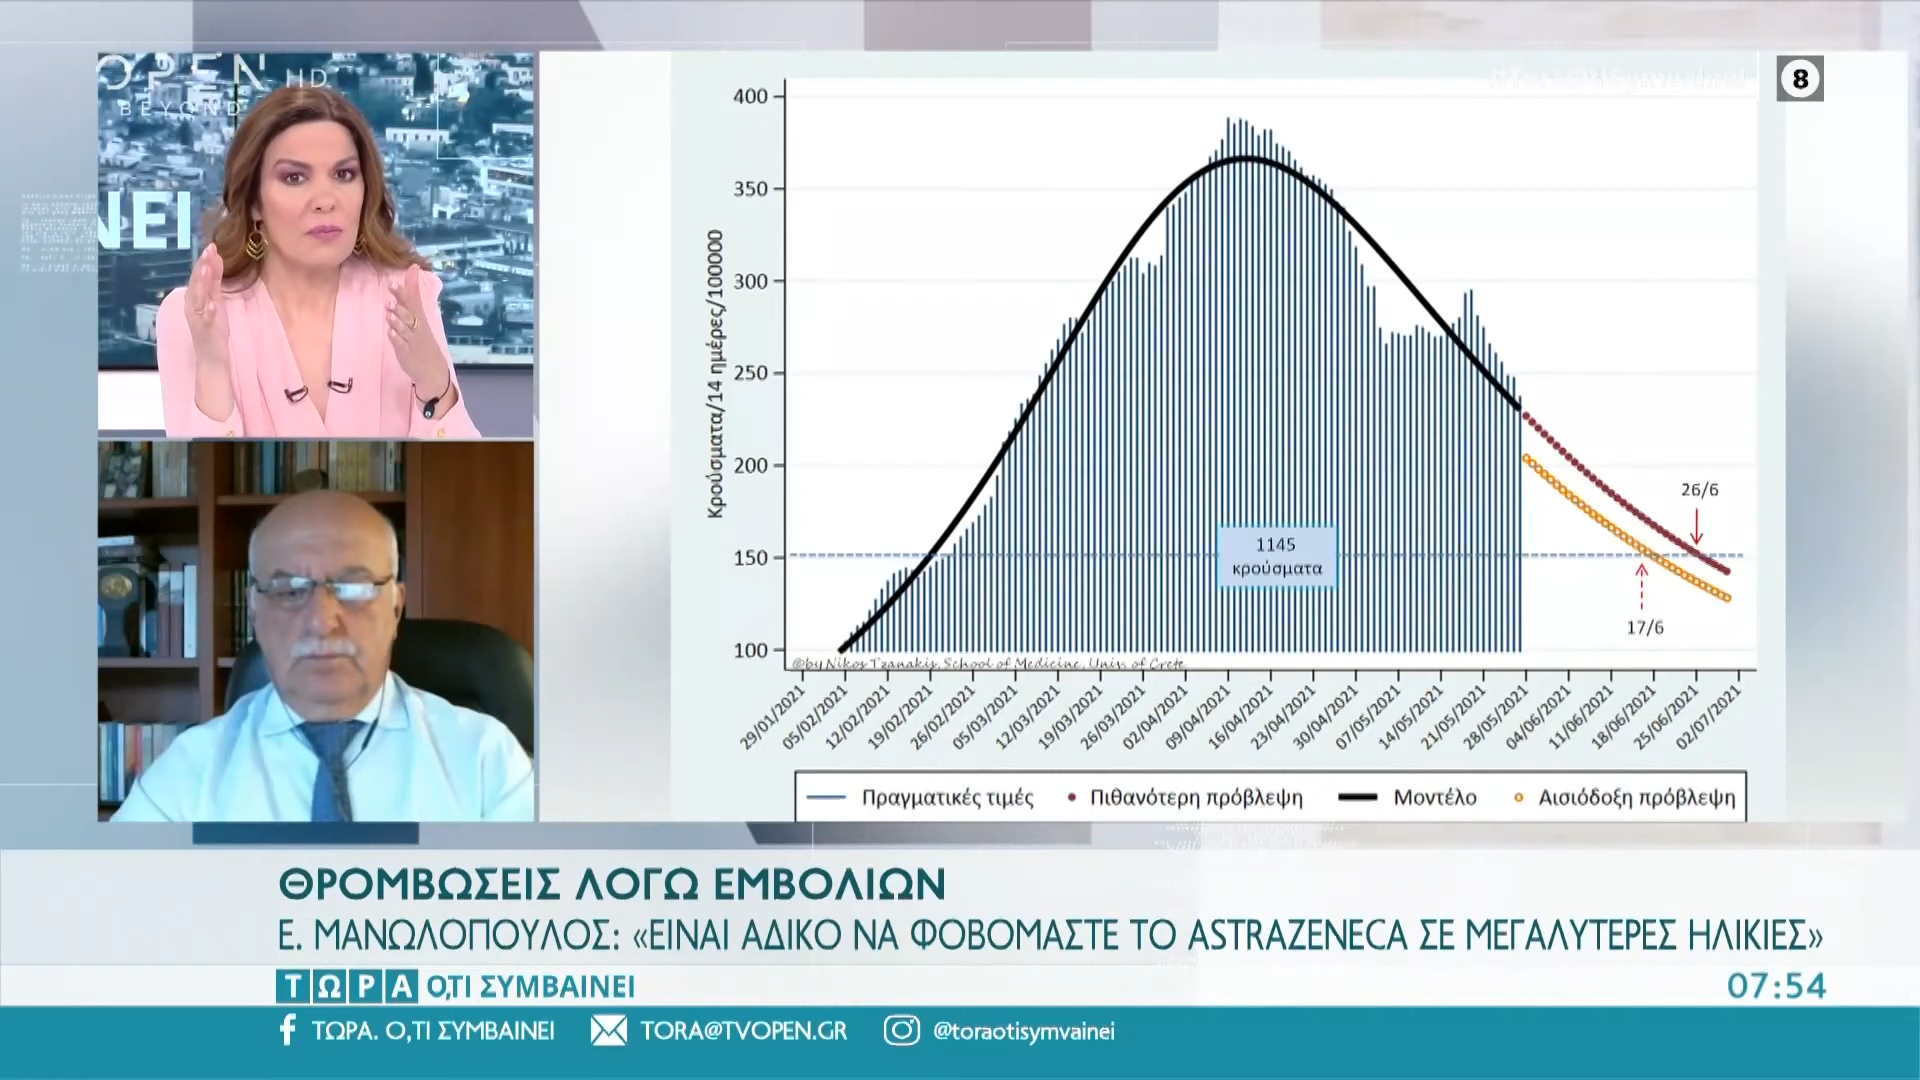 OPEN HD
BEYOND
ΝΕΙ
#ToraOtiSymvainei
8
400
350
300
250
200
150
100
Κρούσματα/14 ημέρες/100000
1145
κρούσματα
26/6
17/6
©by Nikos Tzanakis, School of Medicine, Univ. of Crete
29/01/2021
05/02/2021
12/02/2021
19/02/2021
26/02/2021
05/03/2021
12/03/2021
19/03/2021
26/03/2021
02/04/2021
09/04/2021
16/04/2021
23/04/2021
30/04/2021
07/05/2021
14/05/2021
21/05/2021
28/05/2021
04/06/2021
11/06/2021
18/06/2021
25/06/2021
02/07/2021
Πραγματικές τιμές Πιθανότερη πρόβλεψη Μοντέλο Αισιόδοξη πρόβλεψη
ΘΡΟΜΒΩΣΕΙΣ ΛΟΓΩ ΕΜΒΟΛΙΩΝ
Ε. ΜΑΝΩΛΟΠΟΥΛΟΣ: «ΕΙΝΑΙ ΑΔΙΚΟ ΝΑ ΦΟΒΟΜΑΣΤΕ ΤΟ ASTRAZENECA ΣΕ ΜΕΓΑΛΥΤΕΡΕΣ ΗΛΙΚΙΕΣ»
ΤΩΡΑ Ο,ΤΙ ΣΥΜΒΑΙΝΕΙ 07:54
ΤΩΡΑ. Ο,ΤΙ ΣΥΜΒΑΙΝΕΙ TORA@TVOPEN.GR @toraotisymvainei